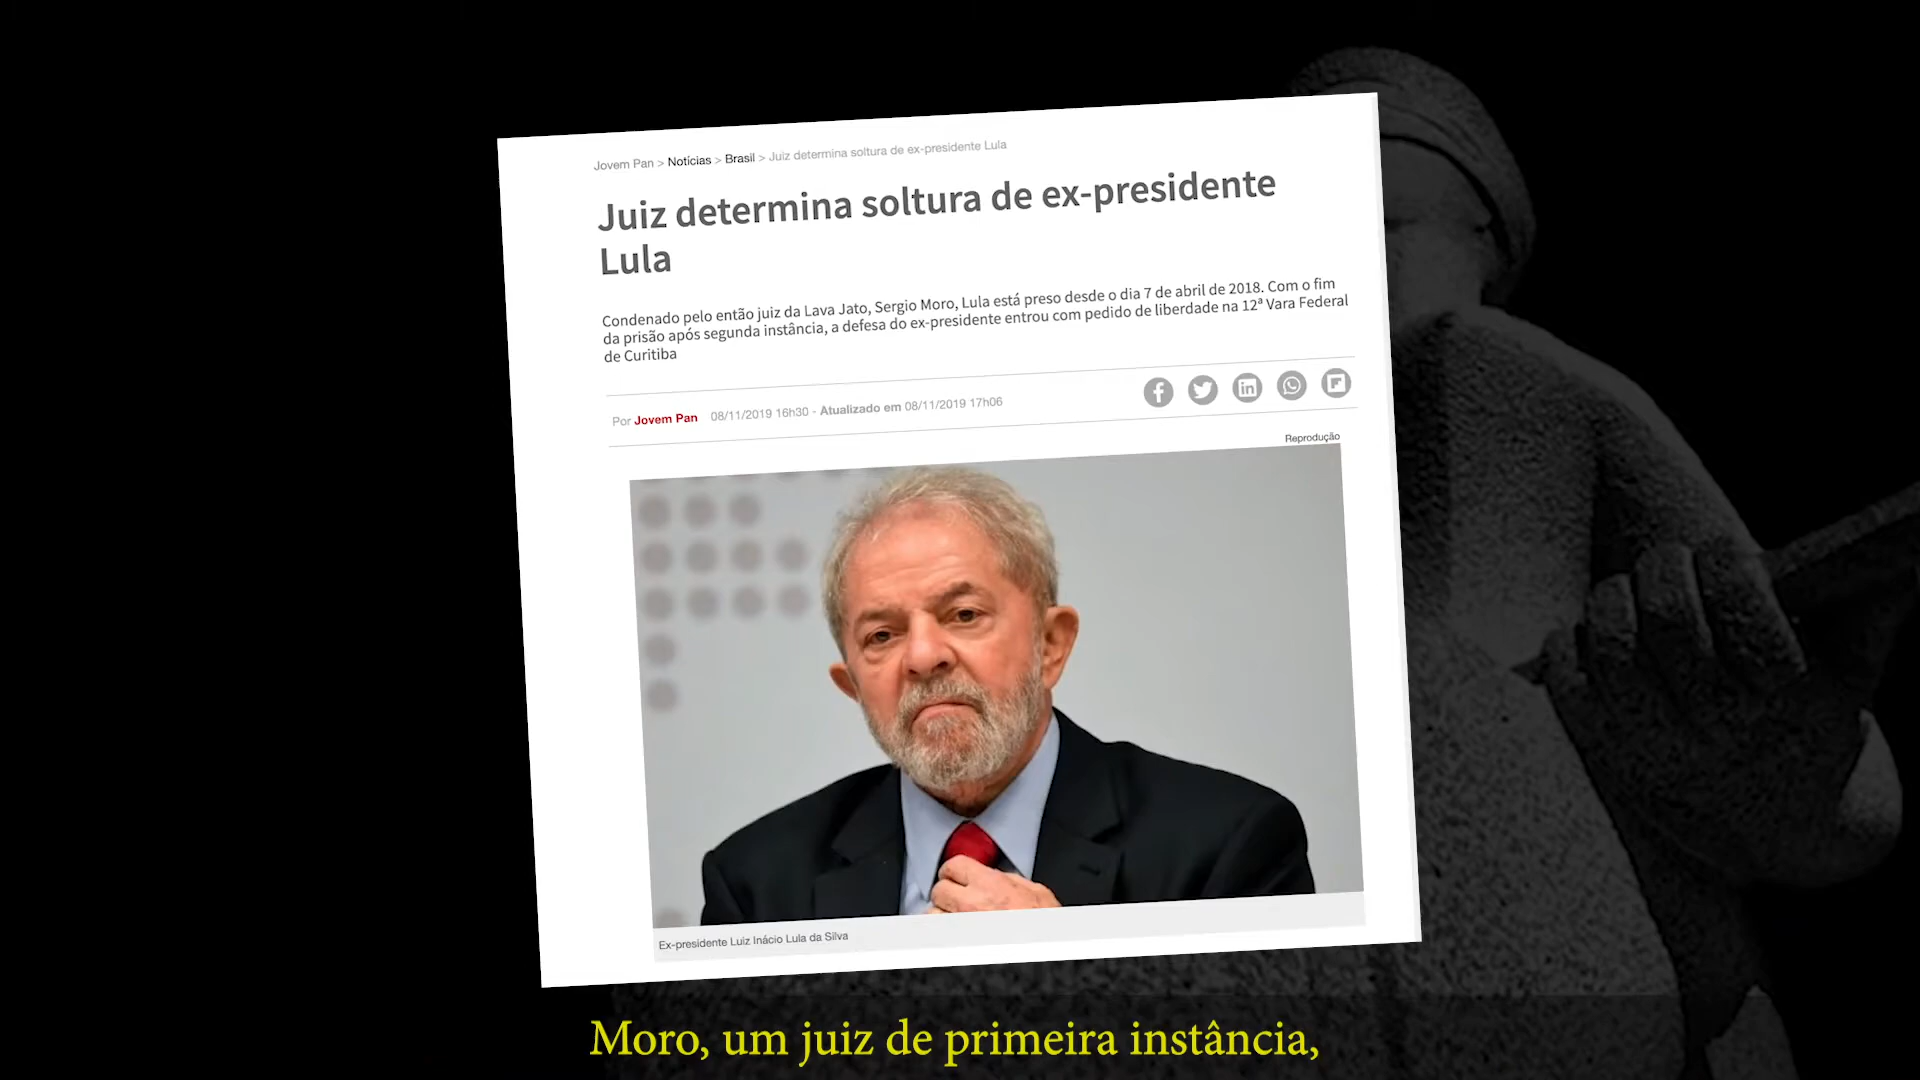 Jovem Pan > Notícias > Brasil > Juiz determina soltura de ex-presidente Lula
Juiz determina soltura de ex-presidente
Lula
Condenado pelo então juiz da Lava Jato, Sergio Moro, Lula está preso desde o dia 7 de abril de 2018. Com o fim
da prisão após segunda instância, a defesa do ex-presidente entrou com pedido de liberdade na 12ª Vara Federal
de Curitiba
Por Jovem Pan 08/11/2019 16h30 - Atualizado em 08/11/2019 17h06
Reprodução
Ex-presidente Luiz Inácio Lula da Silva
Moro, um juiz de primeira instância,